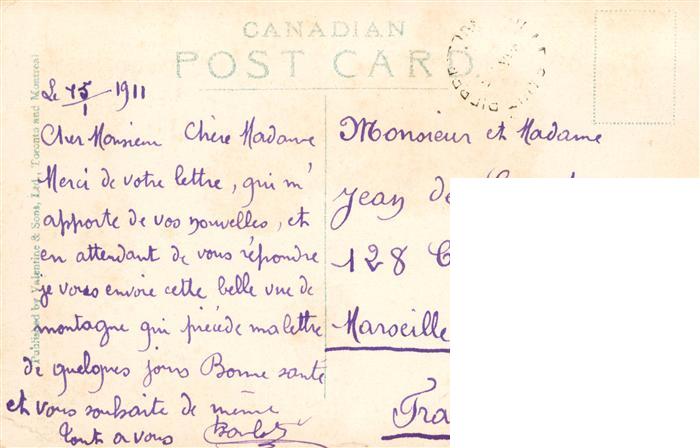 CANADIAN
POST CARD
Published by Valentine & Sons, Ltd., Toronto and Montreal
Le 15/1 1911
Cher Monsieur Chère Madame
Merci de votre lettre, qui m'
apporte de vos nouvelles, et
en attendant de vous répondre
je vous envoie cette belle vue de
montagne qui précède ma lettre
de quelques jours Bonne santé
et vous souhaite de même
Tout a vous
Monsieur et Madame
Jean de
128 C
Marseille
Fra